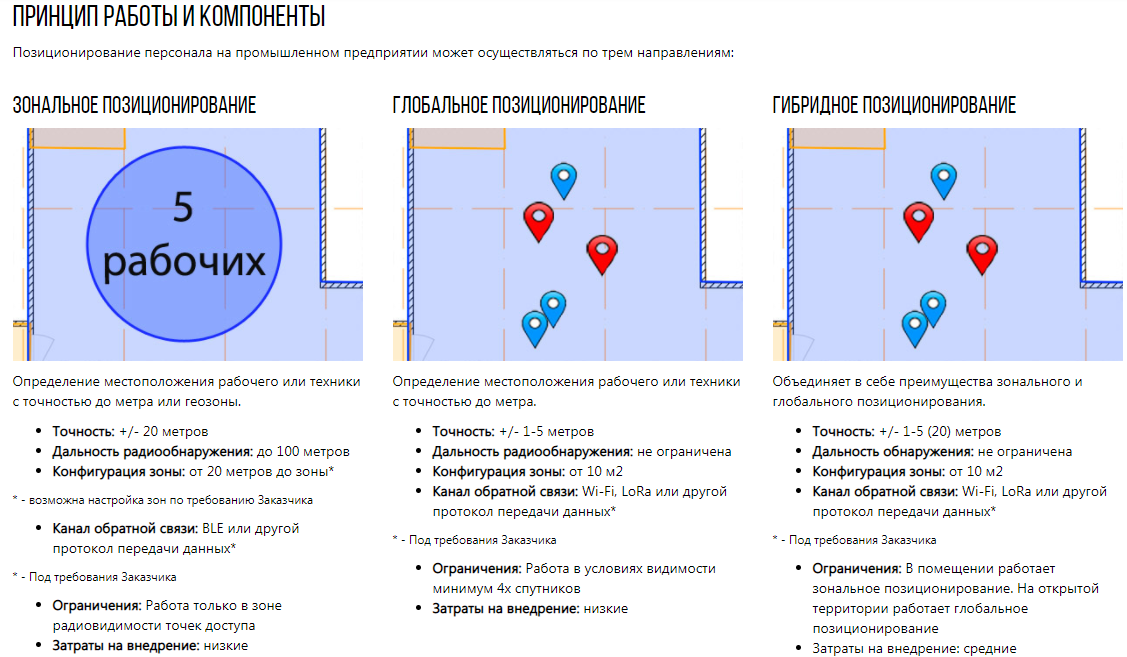 ПРИНЦИП РАБОТЫ И КОМПОНЕНТЫ
Позиционирование персонала на промышленном предприятии может осуществляться по трем направлениям:
ЗОНАЛЬНОЕ ПОЗИЦИОНИРОВАНИЕ
5
рабочих
Определение местоположения рабочего или техники
с точностью до метра или геозоны.
• Точность: +/- 20 метров
• Дальность радиообнаружения: до 100 метров
• Конфигурация зоны: от 20 метров до зоны*
* - возможна настройка зон по требованию Заказчика
• Канал обратной связи: BLE или другой
протокол передачи данных*
* - Под требования Заказчика
• Ограничения: Работа только в зоне
радиовидимости точек доступа
• Затраты на внедрение: низкие
ГЛОБАЛЬНОЕ ПОЗИЦИОНИРОВАНИЕ
Определение местоположения рабочего или техники
с точностью до метра.
• Точность: +/- 1-5 метров
• Дальность радиообнаружения: не ограничена
• Конфигурация зоны: от 10 м2
• Канал обратной связи: Wi-Fi, LoRa или другой
протокол передачи данных*
* - Под требования Заказчика
• Ограничения: Работа в условиях видимости
минимум 4х спутников
• Затраты на внедрение: низкие
ГИБРИДНОЕ ПОЗИЦИОНИРОВАНИЕ
Объединяет в себе преимущества зонального и
глобального позиционирования.
• Точность: +/- 1-5 (20) метров
• Дальность обнаружения: не ограничена
• Конфигурация зоны: от 10 м2
• Канал обратной связи: Wi-Fi, LoRa или другой
протокол передачи данных*
* - Под требования Заказчика
• Ограничения: В помещении работает
зональное позиционирование. На открытой
территории работает глобальное
позиционирование
• Затраты на внедрение: средние